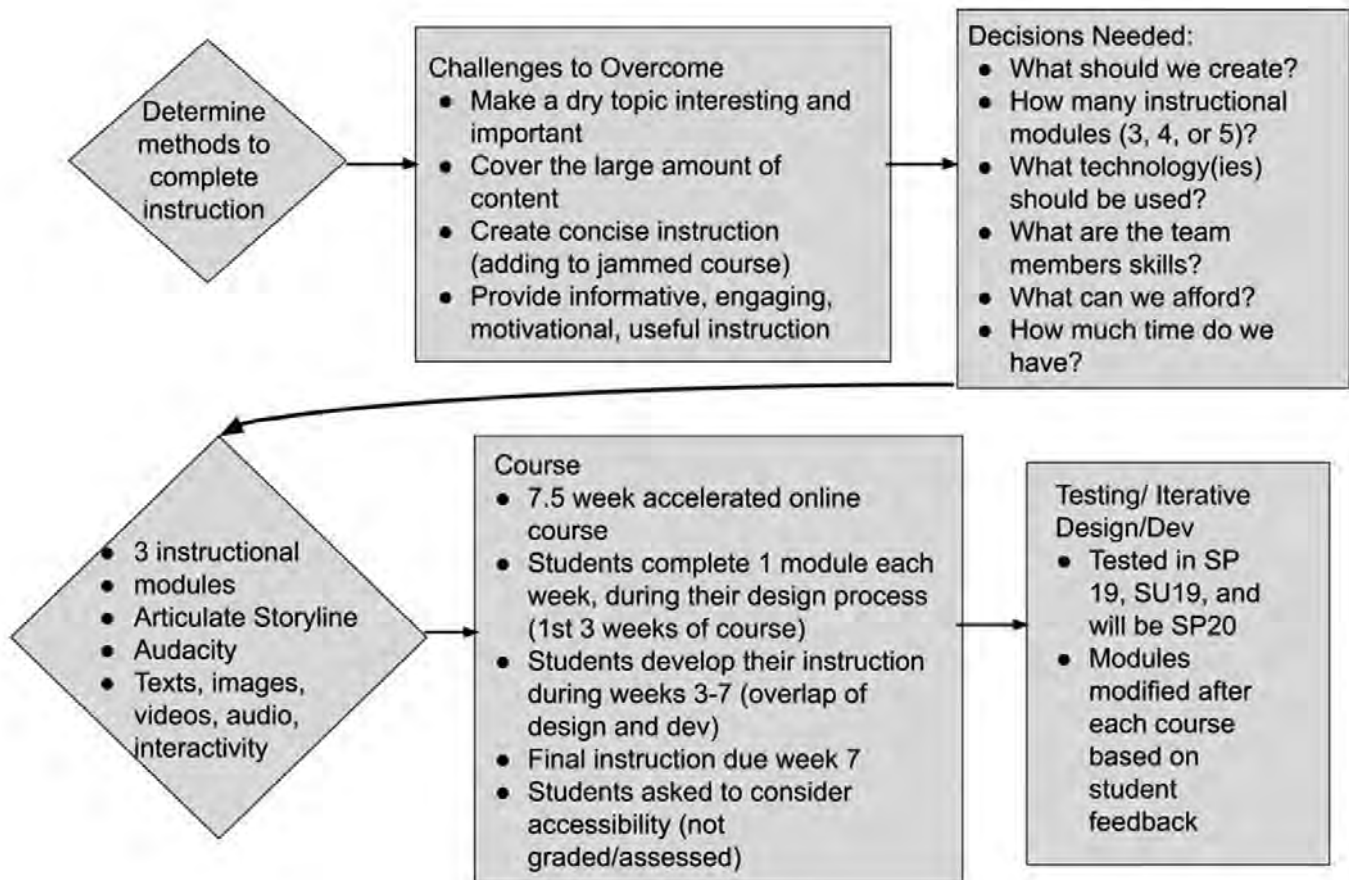 Determine
methods to
complete
instruction
Challenges to Overcome
● Make a dry topic interesting and
important
● Cover the large amount of
content
● Create concise instruction
(adding to jammed course)
● Provide informative, engaging,
motivational, useful instruction
Decisions Needed:
● What should we create?
● How many instructional
modules (3, 4, or 5)?
● What technology(ies)
should be used?
● What are the team
members skills?
● What can we afford?
● How much time do we
have?
● 3 instructional
● modules
● Articulate Storyline
● Audacity
● Texts, images,
videos, audio,
interactivity
Course
● 7.5 week accelerated online
course
● Students complete 1 module each
week, during their design process
(1st 3 weeks of course)
● Students develop their instruction
during weeks 3-7 (overlap of
design and dev)
● Final instruction due week 7
● Students asked to consider
accessibility (not
graded/assessed)
Testing/ Iterative
Design/Dev
● Tested in SP
19, SU19, and
will be SP20
● Modules
modified after
each course
based on
student
feedback